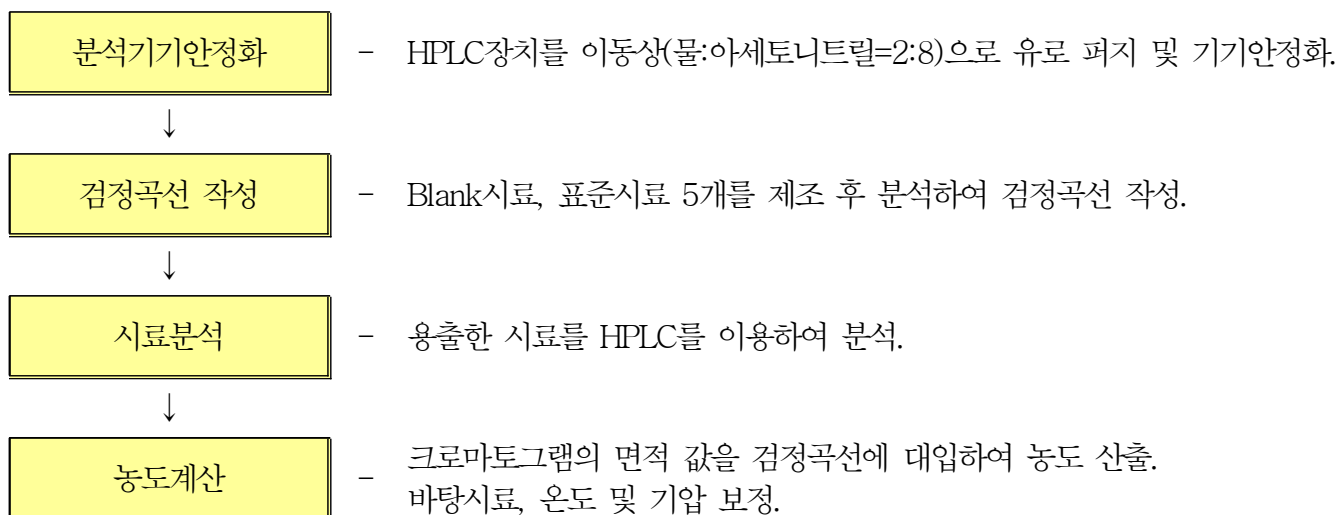 분석기기안정화 - HPLC장치를 이동상(물:아세토니트릴=2:8)으로 유로 퍼지 및 기기안정화.
↓
검정곡선 작성 - Blank시료, 표준시료 5개를 제조 후 분석하여 검정곡선 작성.
↓
시료분석 - 용출한 시료를 HPLC를 이용하여 분석.
↓
농도계산 - 크로마토그램의 면적 값을 검정곡선에 대입하여 농도 산출.
바탕시료, 온도 및 기압 보정.